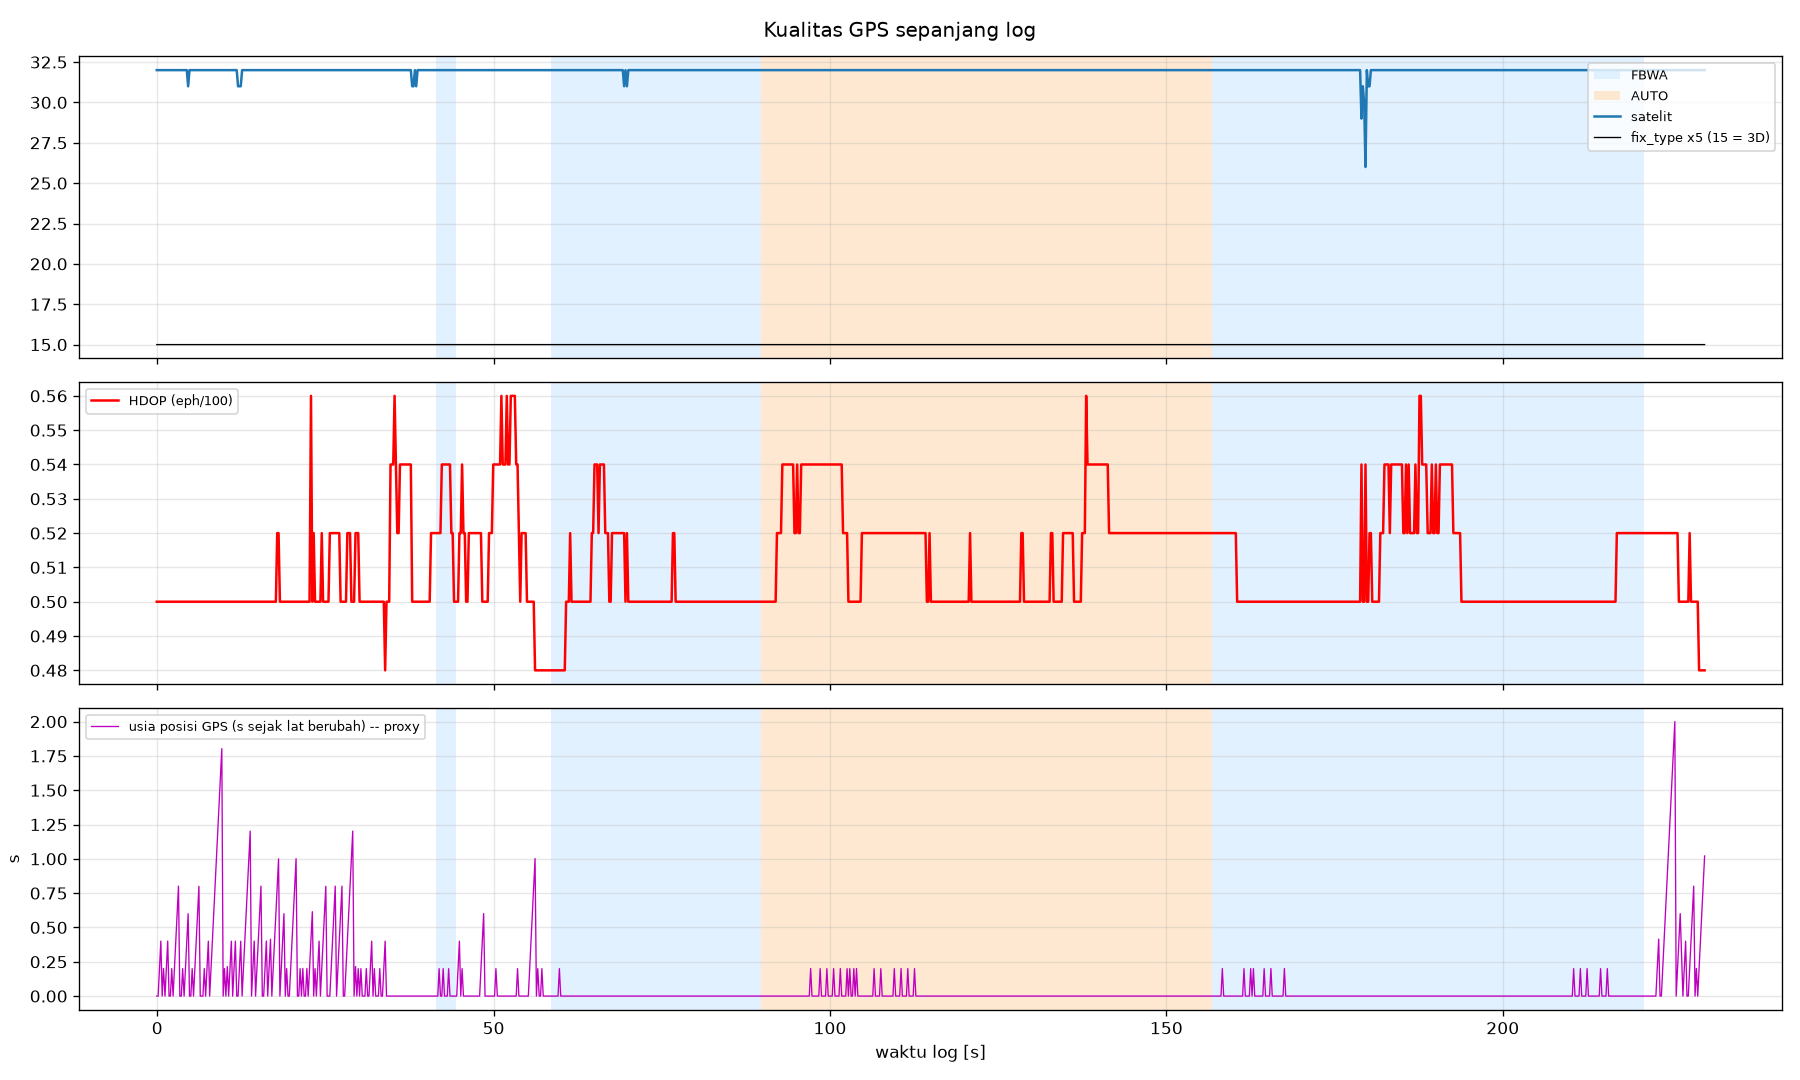 Kualitas GPS sepanjang log
32.5
30.0
27.5
25.0
22.5
20.0
17.5
15.0
FBWA
AUTO
satelit
fix_type x5 (15 = 3D)
0.56
0.55
0.54
0.53
0.52
0.51
0.50
0.49
0.48
HDOP (eph/100)
2.00
1.75
1.50
1.25
1.00
0.75
0.50
0.25
0.00
s
usia posisi GPS (s sejak lat berubah) -- proxy
0 50 100 150 200
waktu log [s]